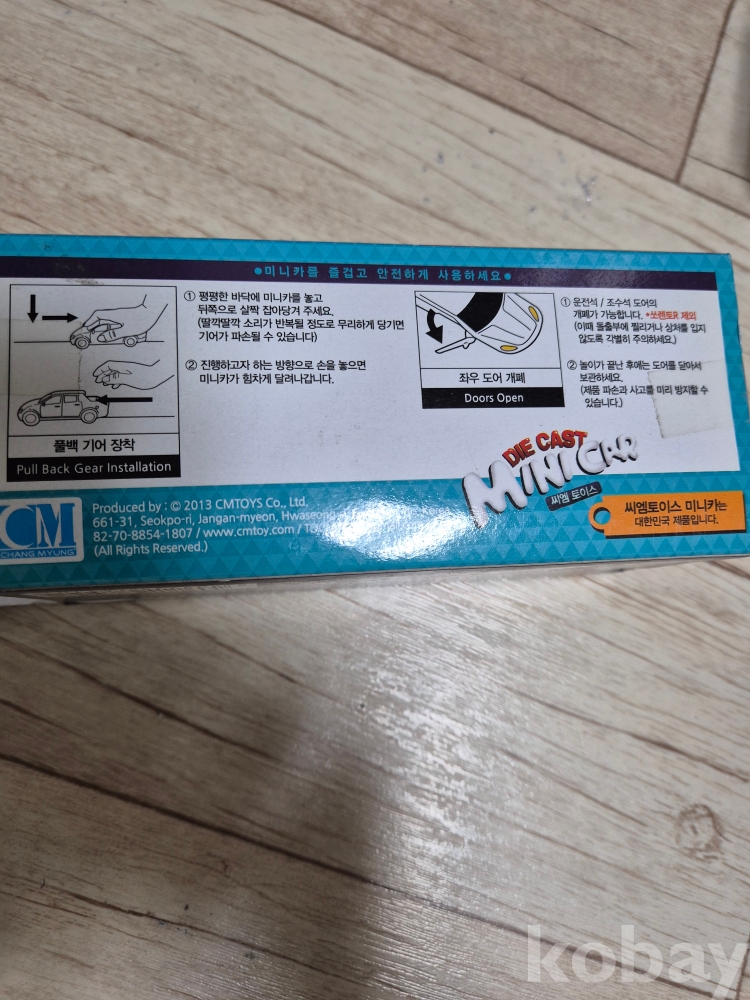 ●미니카를 즐겁고 안전하게 사용하세요●
① 평평한 바닥에 미니카를 놓고
뒤쪽으로 살짝 잡아당겨 주세요.
(딸깍딸깍 소리가 반복될 정도로 무리하게 당기면
기어가 파손될 수 있습니다)
② 진행하고자 하는 방향으로 손을 놓으면
미니카가 힘차게 달려나갑니다.
풀백 기어 장착
Pull Back Gear Installation
좌우 도어 개폐
Doors Open
① 운전석 / 조수석 도어의
개폐가 가능합니다. *쏘렌토R 제외
(이때 돌출부에 찔리거나 상처를 입지
않도록 각별히 주의하세요.)
② 놀이가 끝난 후에는 도어를 닫아서
보관하세요.
(제품 파손과 사고를 미리 방지할 수
있습니다.)
DIE CAST
MINI CAR
씨엠 토이스
CM
CHANG MYUNG
Produced by : © 2013 CMTOYS Co., Ltd.
661-31, Seokpo-ri, Jangan-myeon, Hwaseong
82-70-8854-1807 / www.cmtoy.com
(All Rights Reserved.)
씨엠토이스 미니카는
대한민국 제품입니다.
kobay